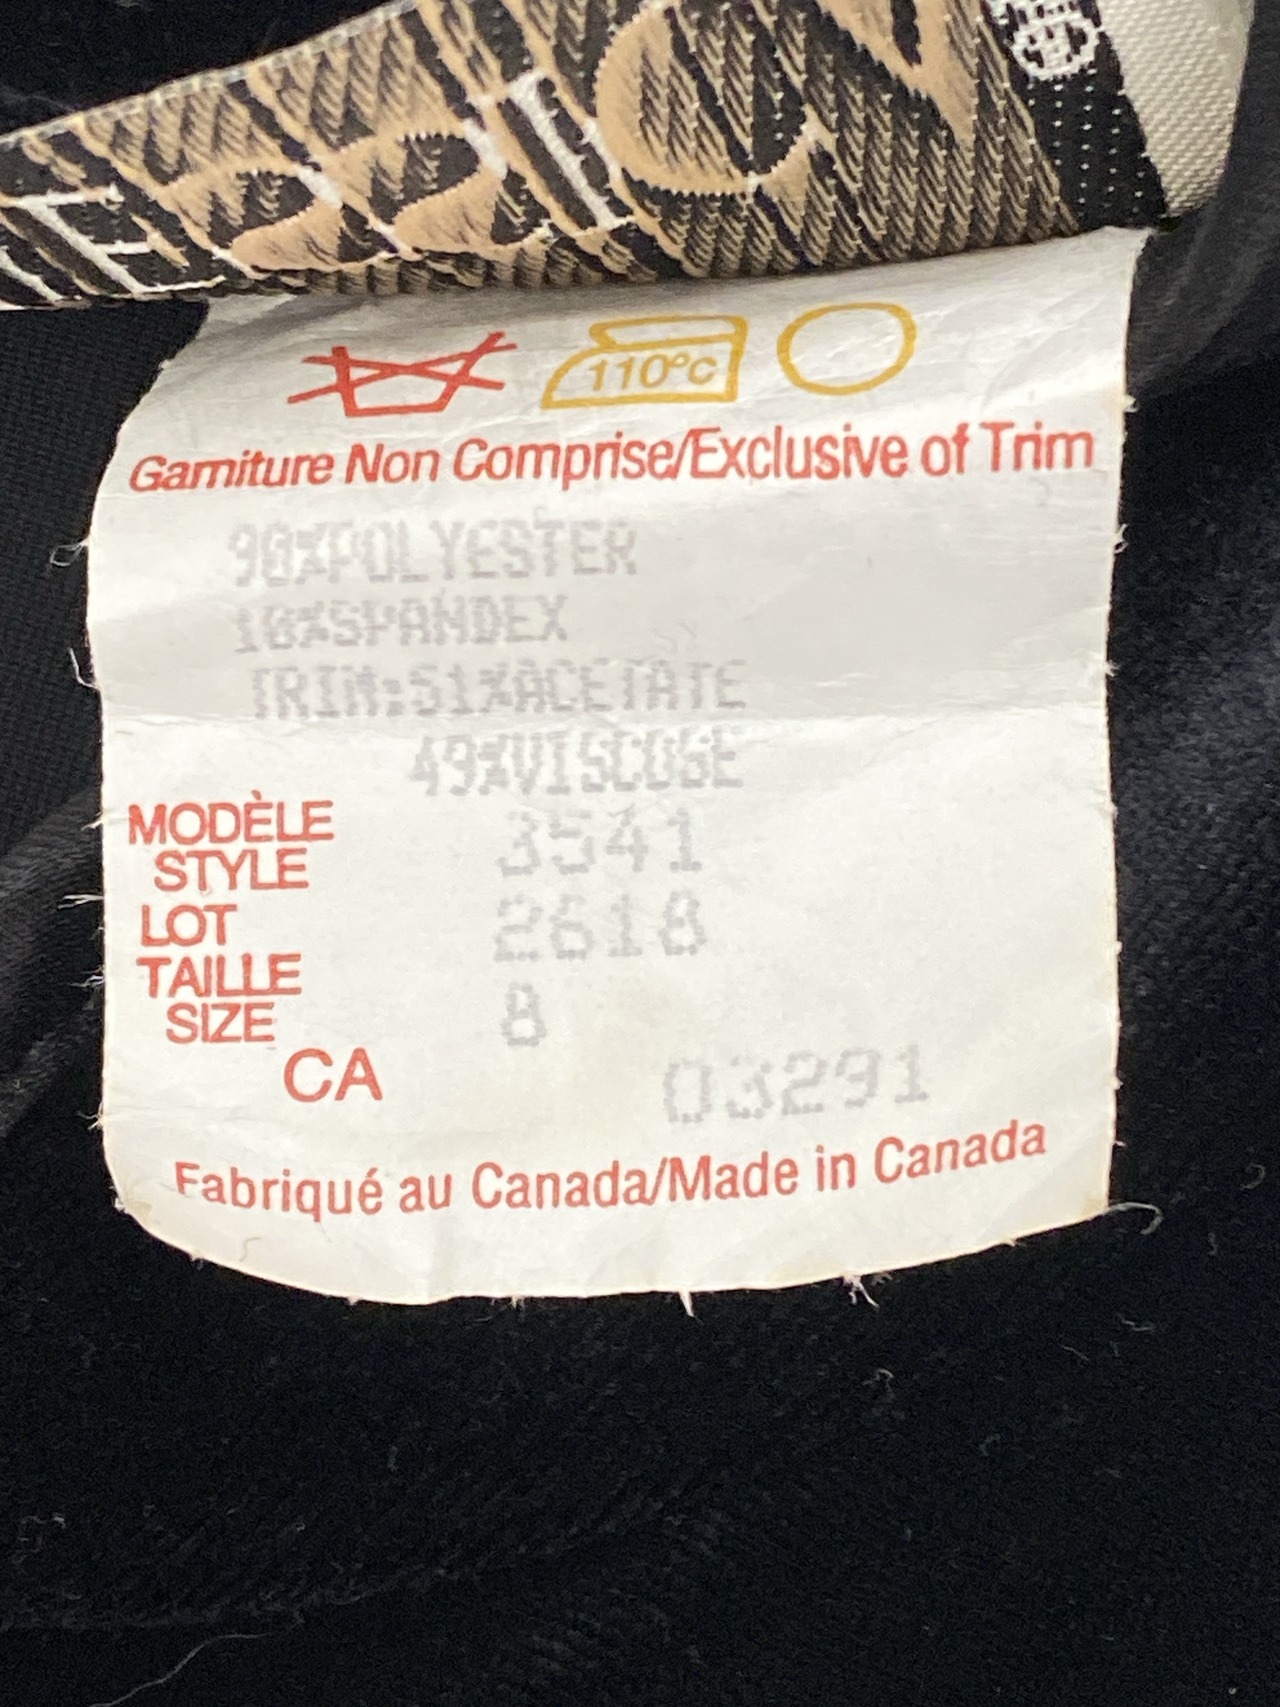 110°C
Garniture Non Comprise/Exclusive of Trim
90%POLYESTER
10%SPANDEX
TRIM:51%ACETATE
49%VISCOSE
MODÈLE
STYLE 3541
LOT 2618
TAILLE
SIZE 8
CA 03291
Fabriqué au Canada/Made in Canada